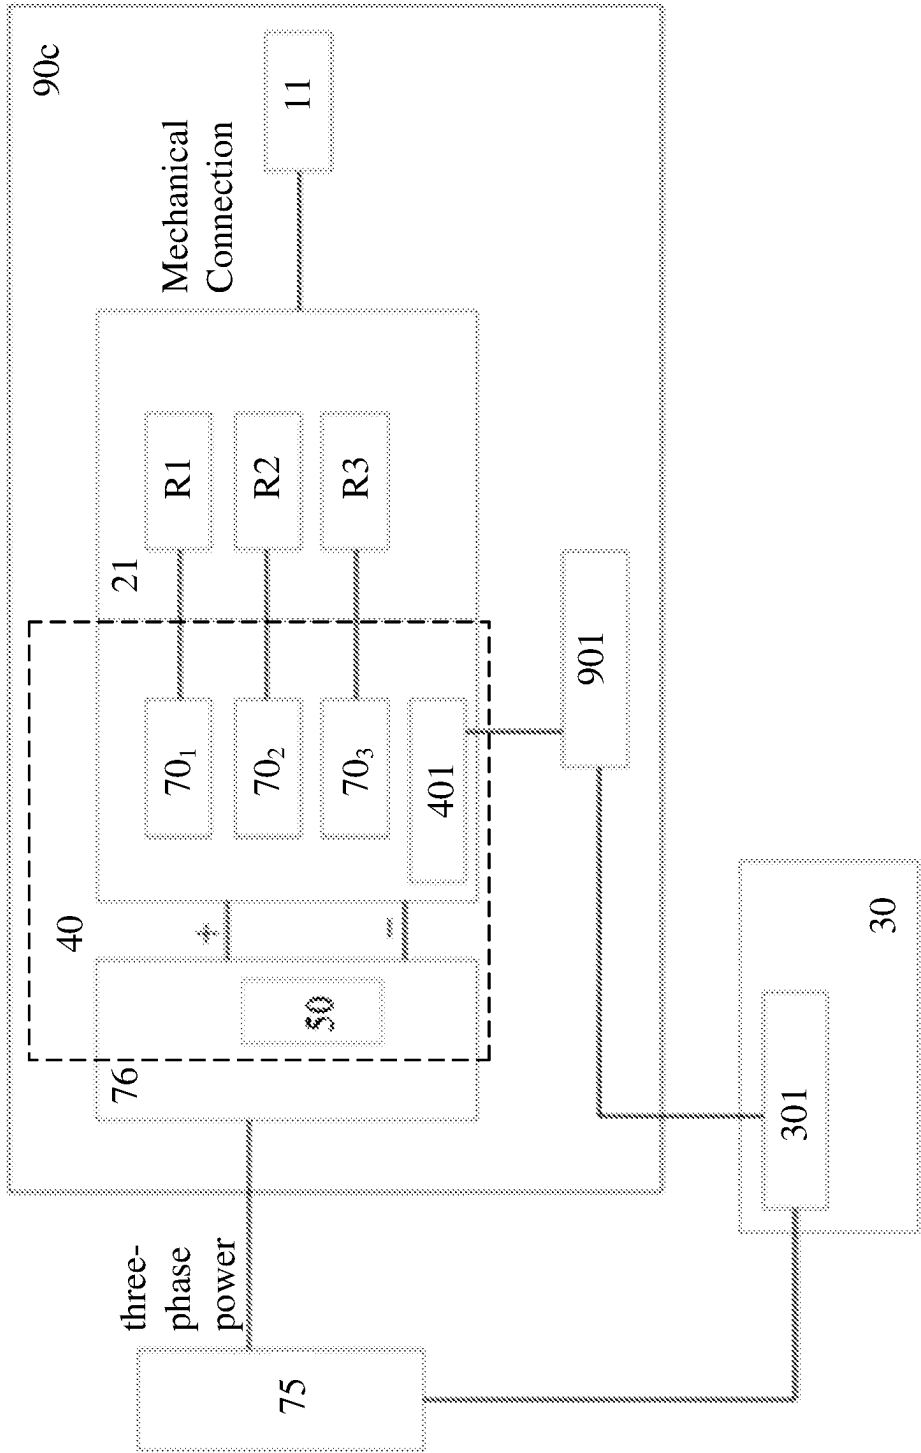 90c
11
Mechanical
Connection
21
R1
R2
R3
70₁
70₂
70₃
401
901
40
+
−
76
50
30
301
three-
phase
power
75